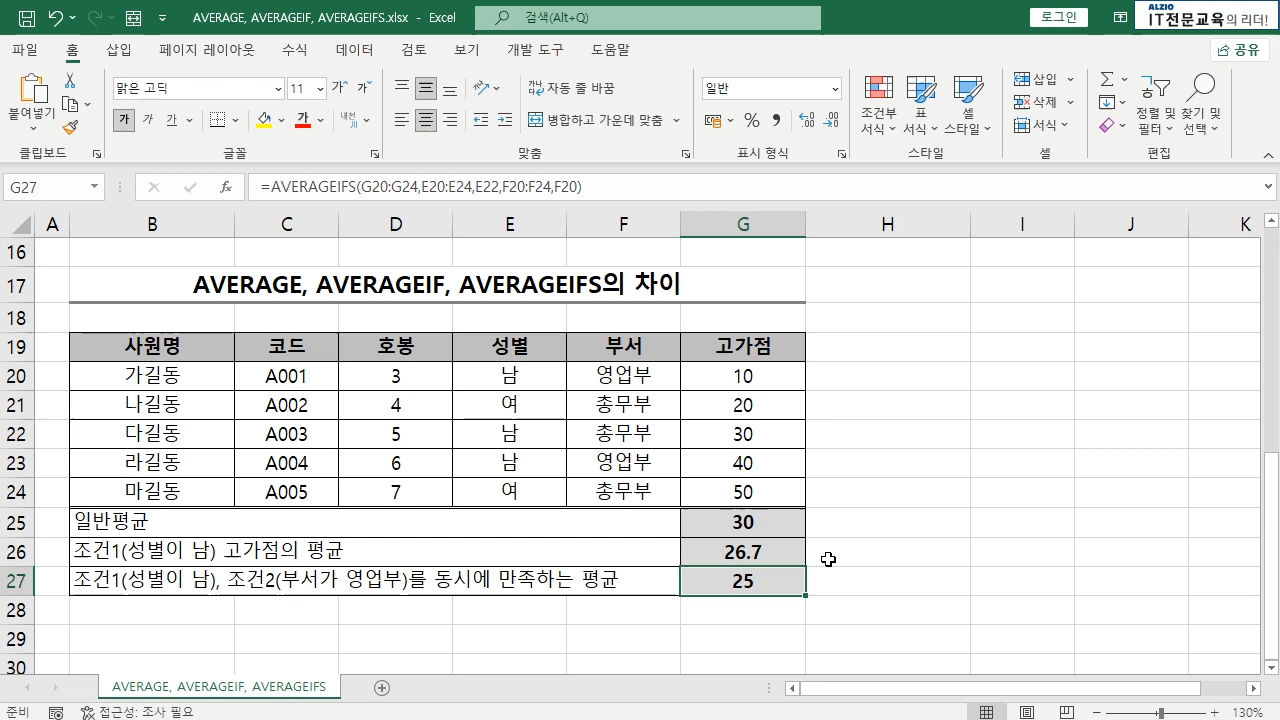 AVERAGE, AVERAGEIF, AVERAGEIFS.xlsx - Excel
검색(Alt+Q)
로그인
ALZIO
IT전문교육의 리더!
파일 홈 삽입 페이지 레이아웃 수식 데이터 검토 보기 개발 도구 도움말
공유
맑은 고딕 11 가^ 가ˇ 가나다 자동 줄 바꿈 일반 삽입
붙여넣기 가 가 가 가 내천 병합하고 가운데 맞춤 % , 조건부 서식 표 서식 셀 스타일 삭제 서식 정렬 및 필터 찾기 및 선택
클립보드 글꼴 맞춤 표시 형식 스타일 셀 편집
G27 fx =AVERAGEIFS(G20:G24,E20:E24,E22,F20:F24,F20)
A B C D E F G H I J K
16
17 AVERAGE, AVERAGEIF, AVERAGEIFS의 차이
18
19 사원명 코드 호봉 성별 부서 고가점
20 가길동 A001 3 남 영업부 10
21 나길동 A002 4 여 총무부 20
22 다길동 A003 5 남 총무부 30
23 라길동 A004 6 남 영업부 40
24 마길동 A005 7 여 총무부 50
25 일반평균 30
26 조건1(성별이 남) 고가점의 평균 26.7
27 조건1(성별이 남), 조건2(부서가 영업부)를 동시에 만족하는 평균 25
28
29
30
AVERAGE, AVERAGEIF, AVERAGEIFS
준비 접근성: 조사 필요 130%